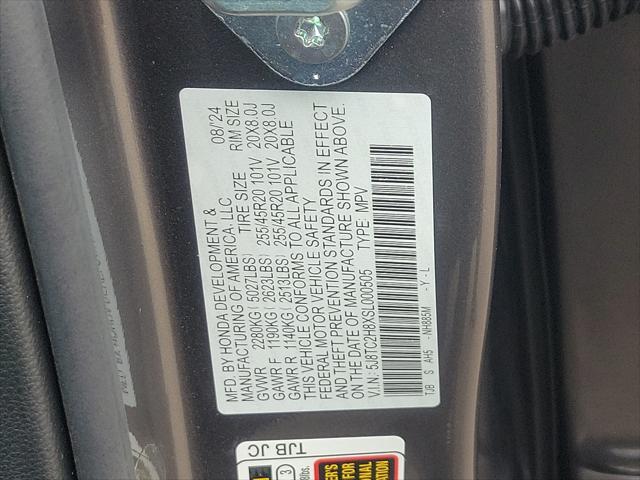 MFD. BY HONDA DEVELOPMENT & 08/'24
MANUFACTURING OF AMERICA, LLC
TIRE SIZE RIM SIZE
GVWR 2280KG ( 5027LBS)
GAWR F 1190KG ( 2623LBS) 255/45R20 101V 20X8.0J
GAWR R 1140KG ( 2513LBS) 255/45R20 101V 20X8.0J
THIS VEHICLE CONFORMS TO ALL APPLICABLE
FEDERAL MOTOR VEHICLE SAFETY
AND THEFT PREVENTION STANDARDS IN EFFECT
ON THE DATE OF MANUFACTURE SHOWN ABOVE.
V.I.N.: 5J8TC2H8XSL000505 TYPE: MPV
TJB S AH5 - NH885M - Y - L
TJB JC